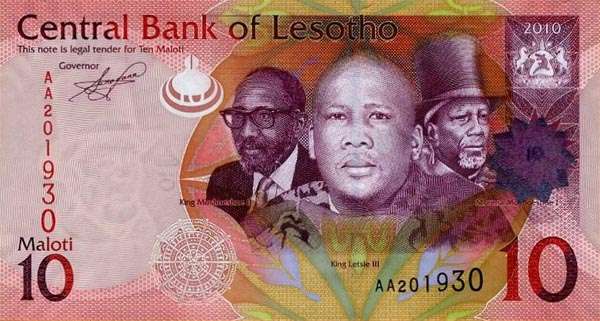 Central Bank of Lesotho
2010
This note is legal tender for Ten Maloti
Governor
AA201930
King Moshoeshoe II
King Letsie III
Maloti
10
AA201930
10